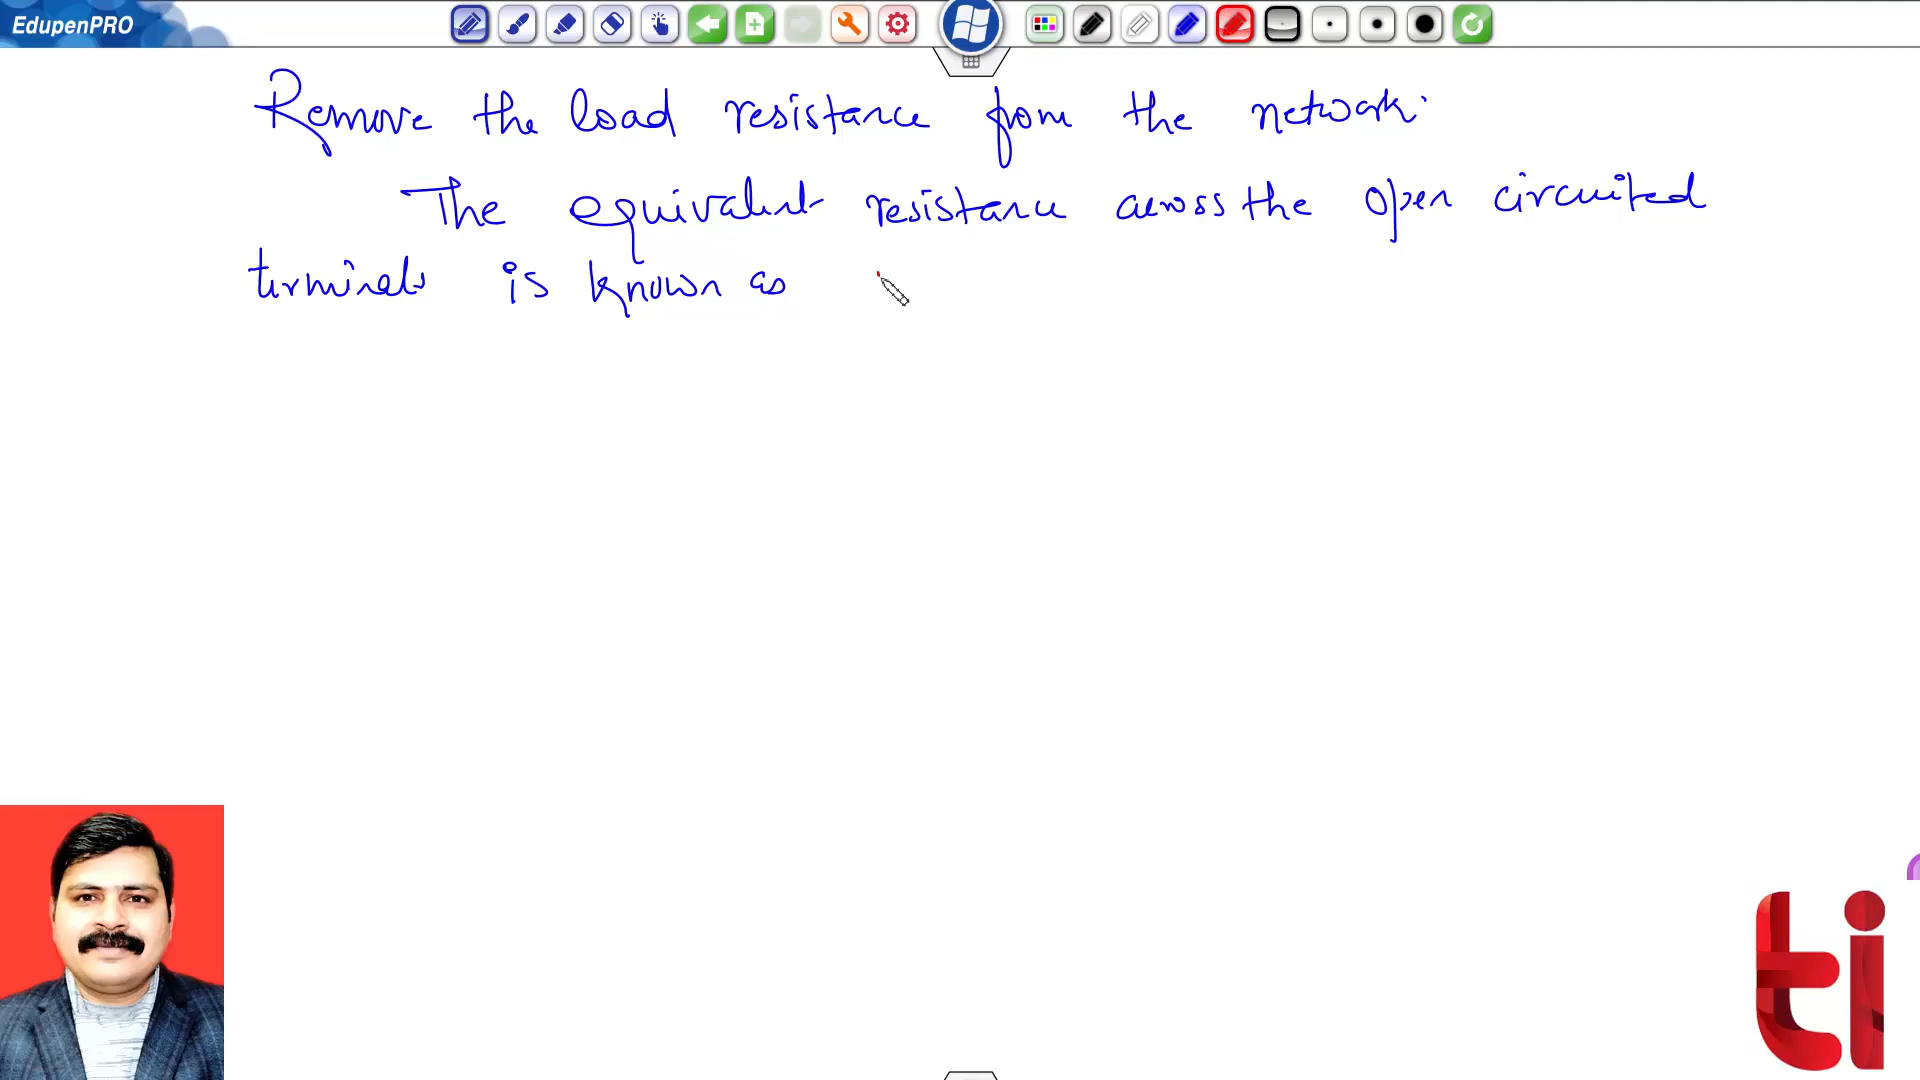 EdupenPRO
Remove the load resistance from the network.
The equivalent resistance across the open circuited
terminals is known as
ti